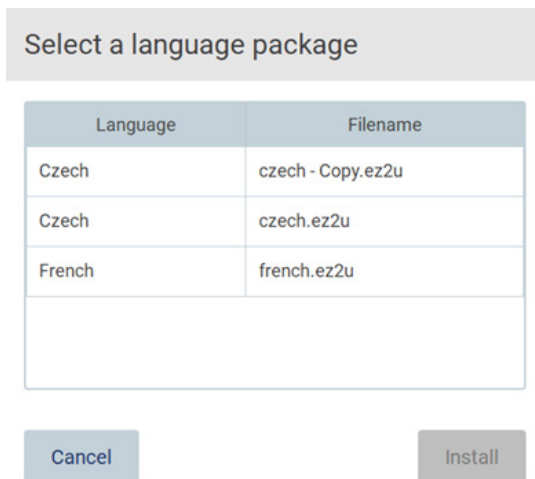 Select a language package
Language Filename
Czech czech - Copy.ez2u
Czech czech.ez2u
French french.ez2u
Cancel Install